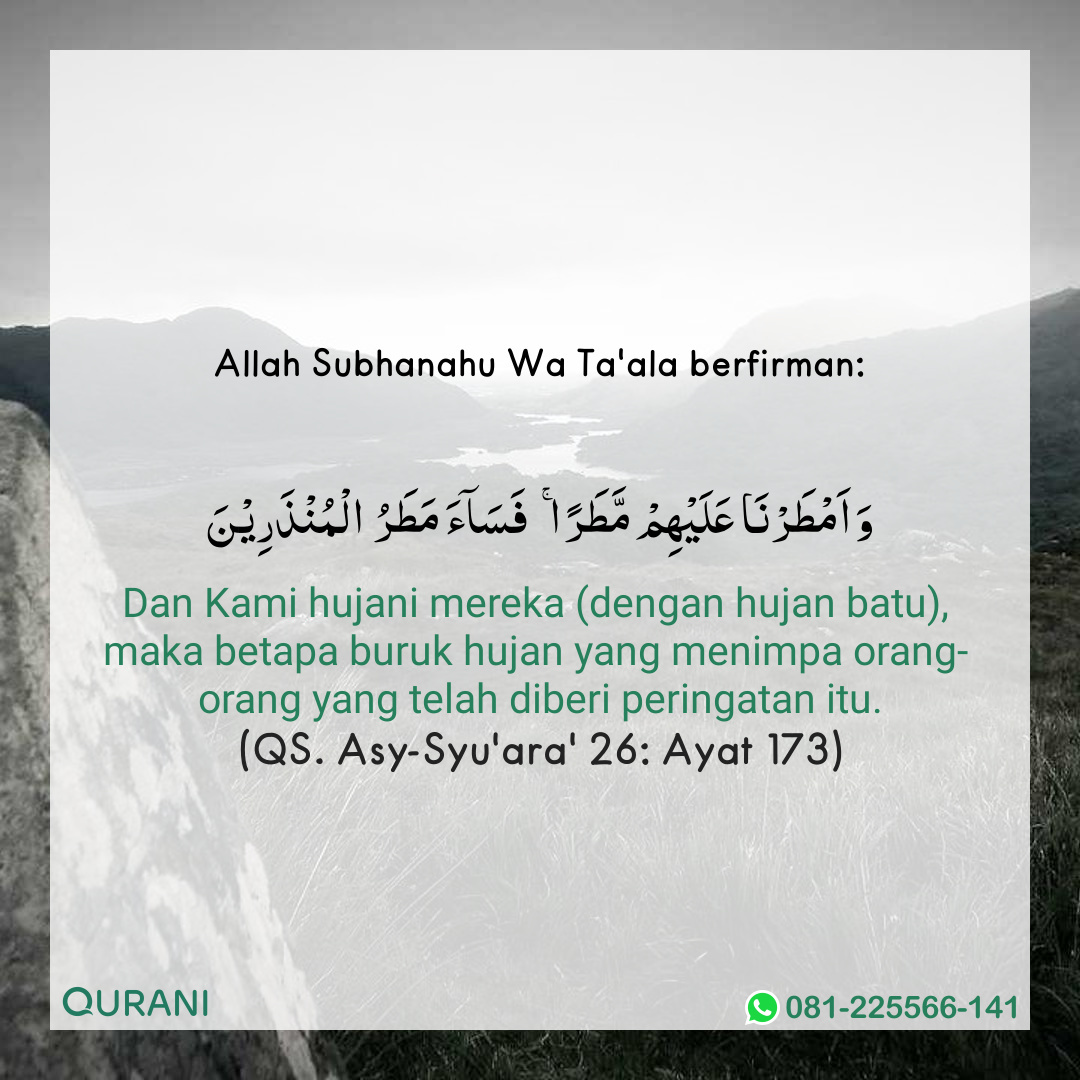 Allah Subhanahu Wa Ta'ala berfirman:
وَاَمْطَرْنَا عَلَيْهِمْ مَّطَرًاۚ فَسَآءَ مَطَرُ الْمُنْذَرِيْنَ
Dan Kami hujani mereka (dengan hujan batu),
maka betapa buruk hujan yang menimpa orang-
orang yang telah diberi peringatan itu.
(QS. Asy-Syu'ara' 26: Ayat 173)
QURANI
081-225566-141